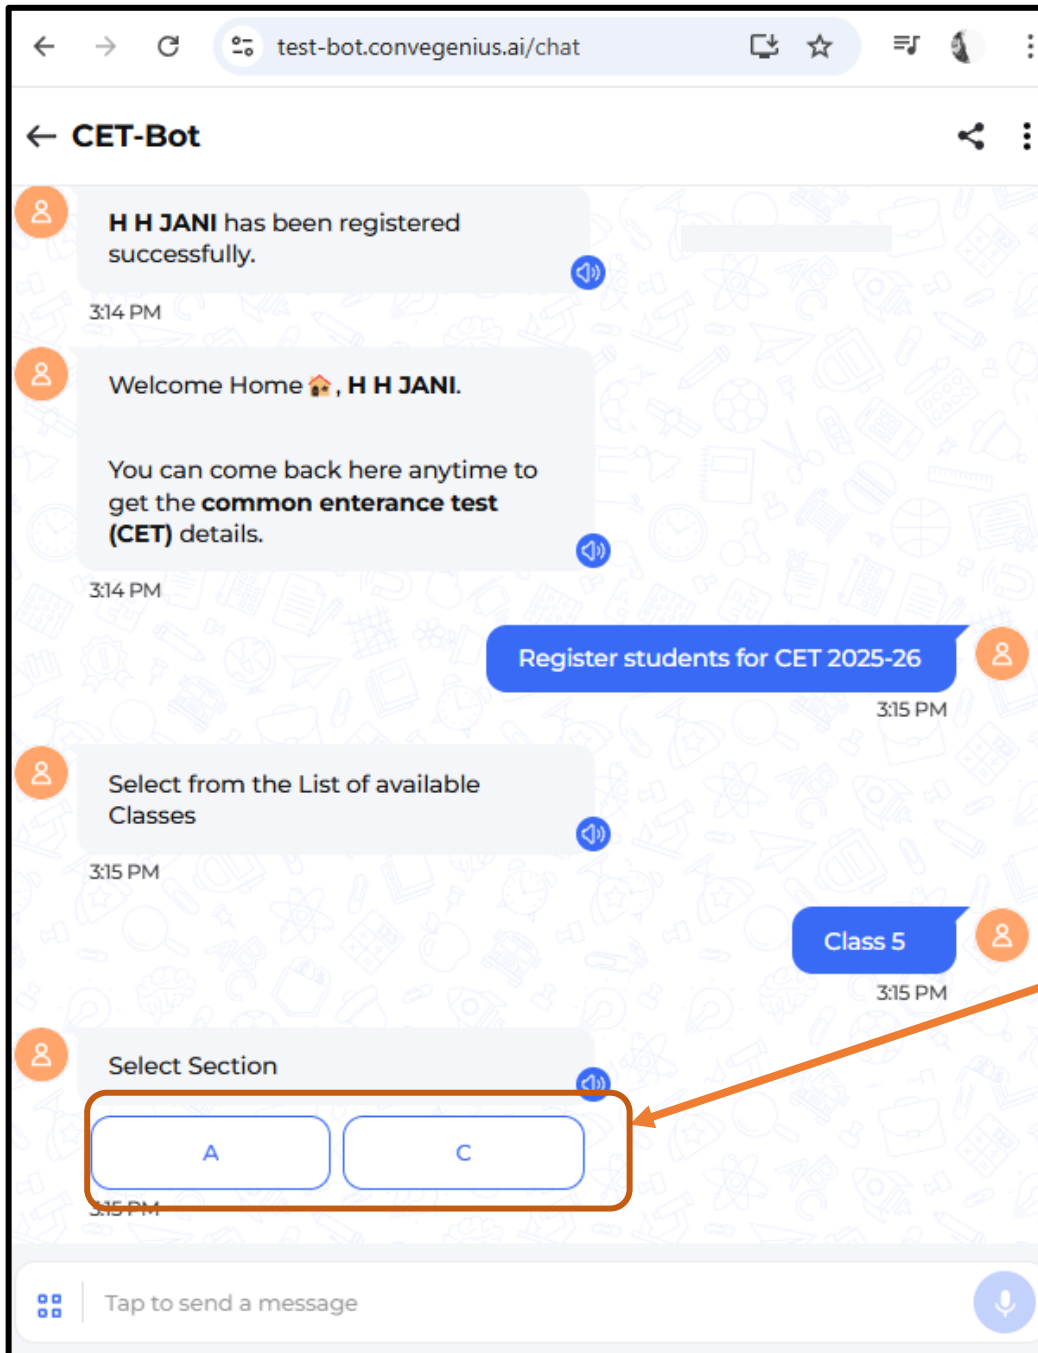 test-bot.convegenius.ai/chat
CET-Bot
H H JANI has been registered
successfully.
3:14 PM
Welcome Home🏠, H H JANI.
You can come back here anytime to
get the common enterance test
(CET) details.
3:14 PM
Register students for CET 2025-26
3:15 PM
Select from the List of available
Classes
3:15 PM
Class 5
3:15 PM
Select Section
A C
3:15 PM
Tap to send a message